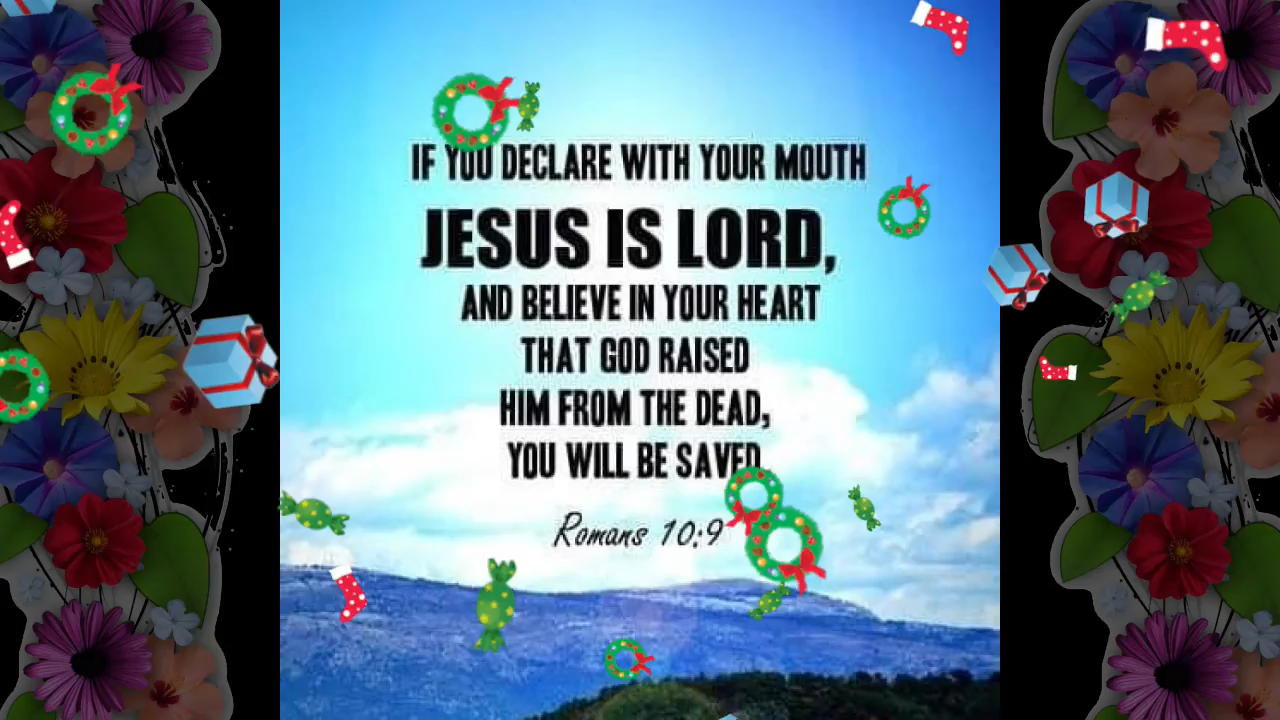 IF YOU DECLARE WITH YOUR MOUTH
JESUS IS LORD,
AND BELIEVE IN YOUR HEART
THAT GOD RAISED
HIM FROM THE DEAD,
YOU WILL BE SAVED
Romans 10:9